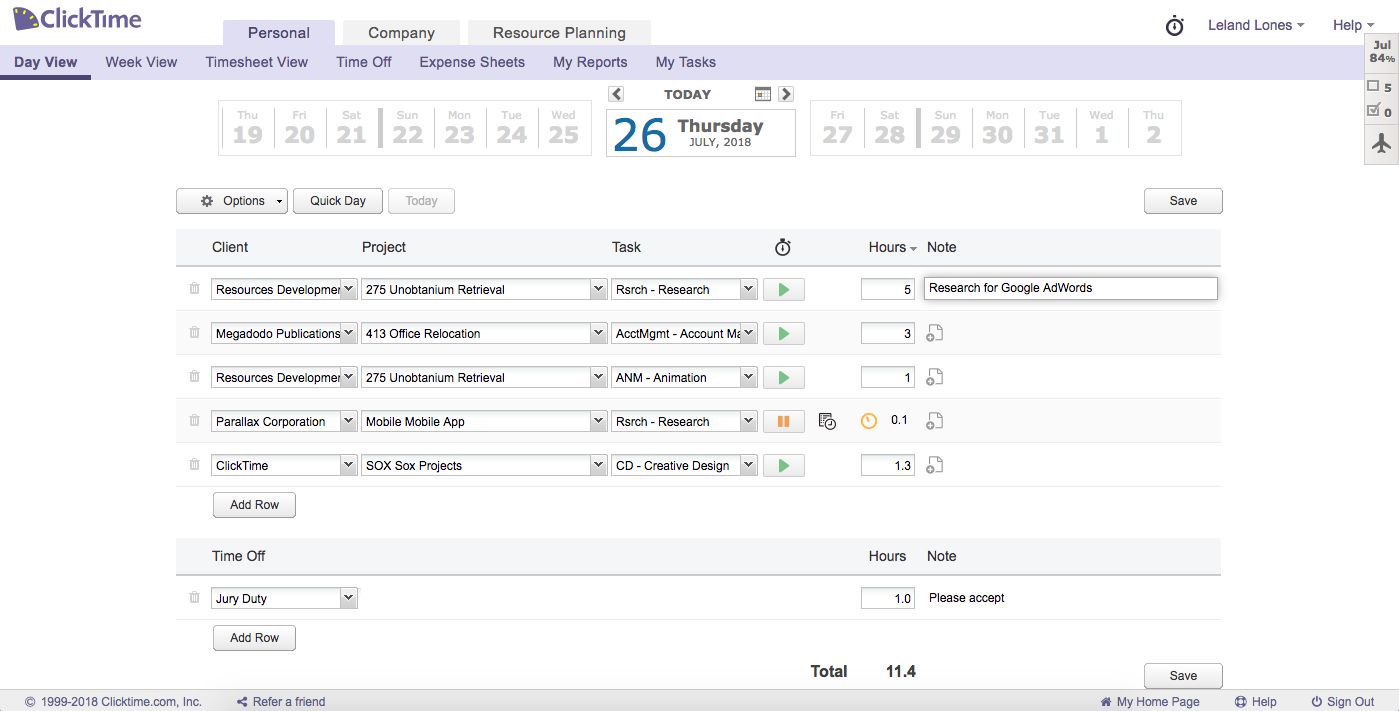 ClickTime
Personal
Company
Resource Planning
Leland Lones
Help
Day View
Week View
Timesheet View
Time Off
Expense Sheets
My Reports
My Tasks
Jul
84%
5
0
TODAY
Thu
19
Fri
20
Sat
21
Sun
22
Mon
23
Tue
24
Wed
25
26
Thursday
JULY, 2018
Fri
27
Sat
28
Sun
29
Mon
30
Tue
31
Wed
1
Thu
2
Options
Quick Day
Today
Save
Client Project Task Hours Note
Resources Developmer 275 Unobtanium Retrieval Rsrch - Research 5 Research for Google AdWords
Megadodo Publications 413 Office Relocation AcctMgmt - Account Ma 3
Resources Developmer 275 Unobtanium Retrieval ANM - Animation 1
Parallax Corporation Mobile Mobile App Rsrch - Research 0.1
ClickTime SOX Sox Projects CD - Creative Design 1.3
Add Row
Time Off Hours Note
Jury Duty 1.0 Please accept
Add Row
Total 11.4
Save
© 1999-2018 Clicktime.com, Inc.
Refer a friend
My Home Page
Help
Sign Out